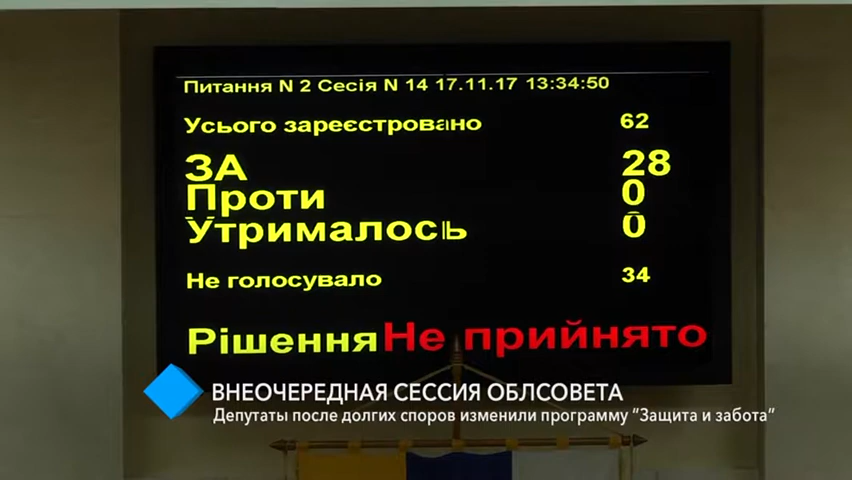 Питання N 2 Сесія N 14 17.11.17 13:34:50
Усього зареєстровано 62
ЗА 28
Проти 0
Утрималось 0
Не голосувало 34
Рішення Не прийнято
ВНЕОЧЕРЕДНАЯ СЕССИЯ ОБЛСОВЕТА
Депутаты после долгих споров изменили программу "Защита и забота"